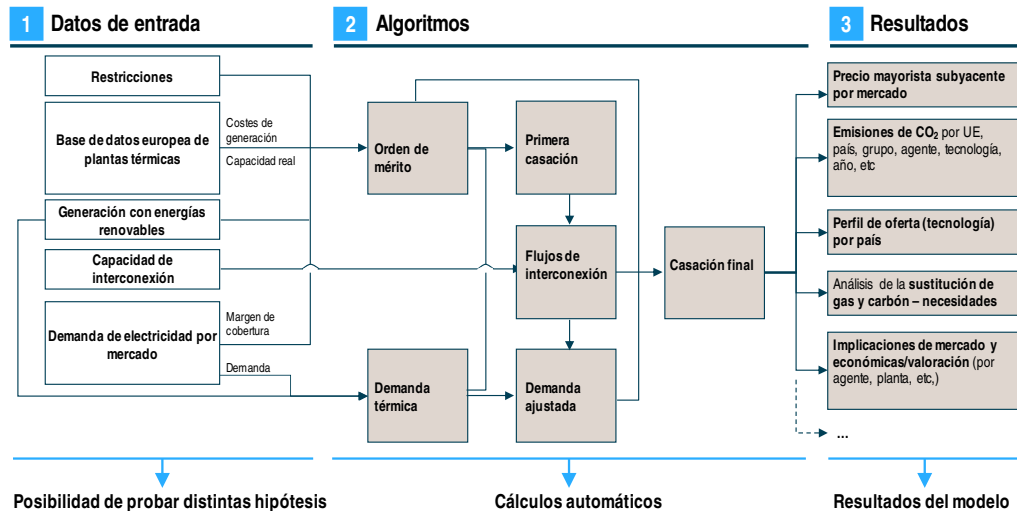 1 Datos de entrada
Restricciones
Base de datos europea de
plantas térmicas
Costes de
generación
Capacidad real
Generación con energías
renovables
Capacidad de
interconexión
Demanda de electricidad por
mercado
Margen de
cobertura
Demanda
Posibilidad de probar distintas hipótesis
2 Algoritmos
Orden de
mérito
Primera
casación
Flujos de
interconexión
Casación final
Demanda
térmica
Demanda
ajustada
Cálculos automáticos
3 Resultados
Precio mayorista subyacente
por mercado
Emisiones de CO₂ por UE,
país, grupo, agente, tecnología,
año, etc
Perfil de oferta (tecnología)
por país
Análisis de la sustitución de
gas y carbón – necesidades
Implicaciones de mercado y
económicas/valoración (por
agente, planta, etc,)
...
Resultados del modelo